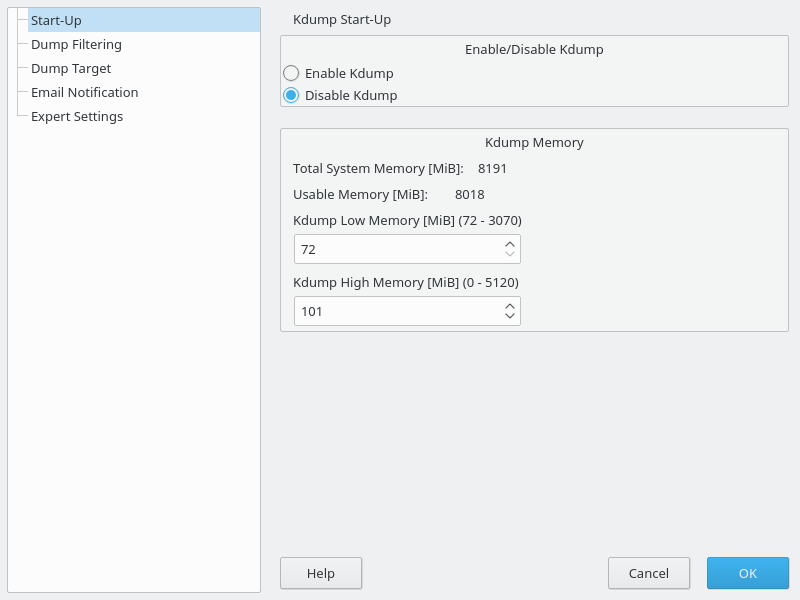 Start-Up
Dump Filtering
Dump Target
Email Notification
Expert Settings
Kdump Start-Up
Enable/Disable Kdump
Enable Kdump
Disable Kdump
Kdump Memory
Total System Memory [MiB]: 8191
Usable Memory [MiB]: 8018
Kdump Low Memory [MiB] (72 - 3070)
72
Kdump High Memory [MiB] (0 - 5120)
101
Help Cancel OK